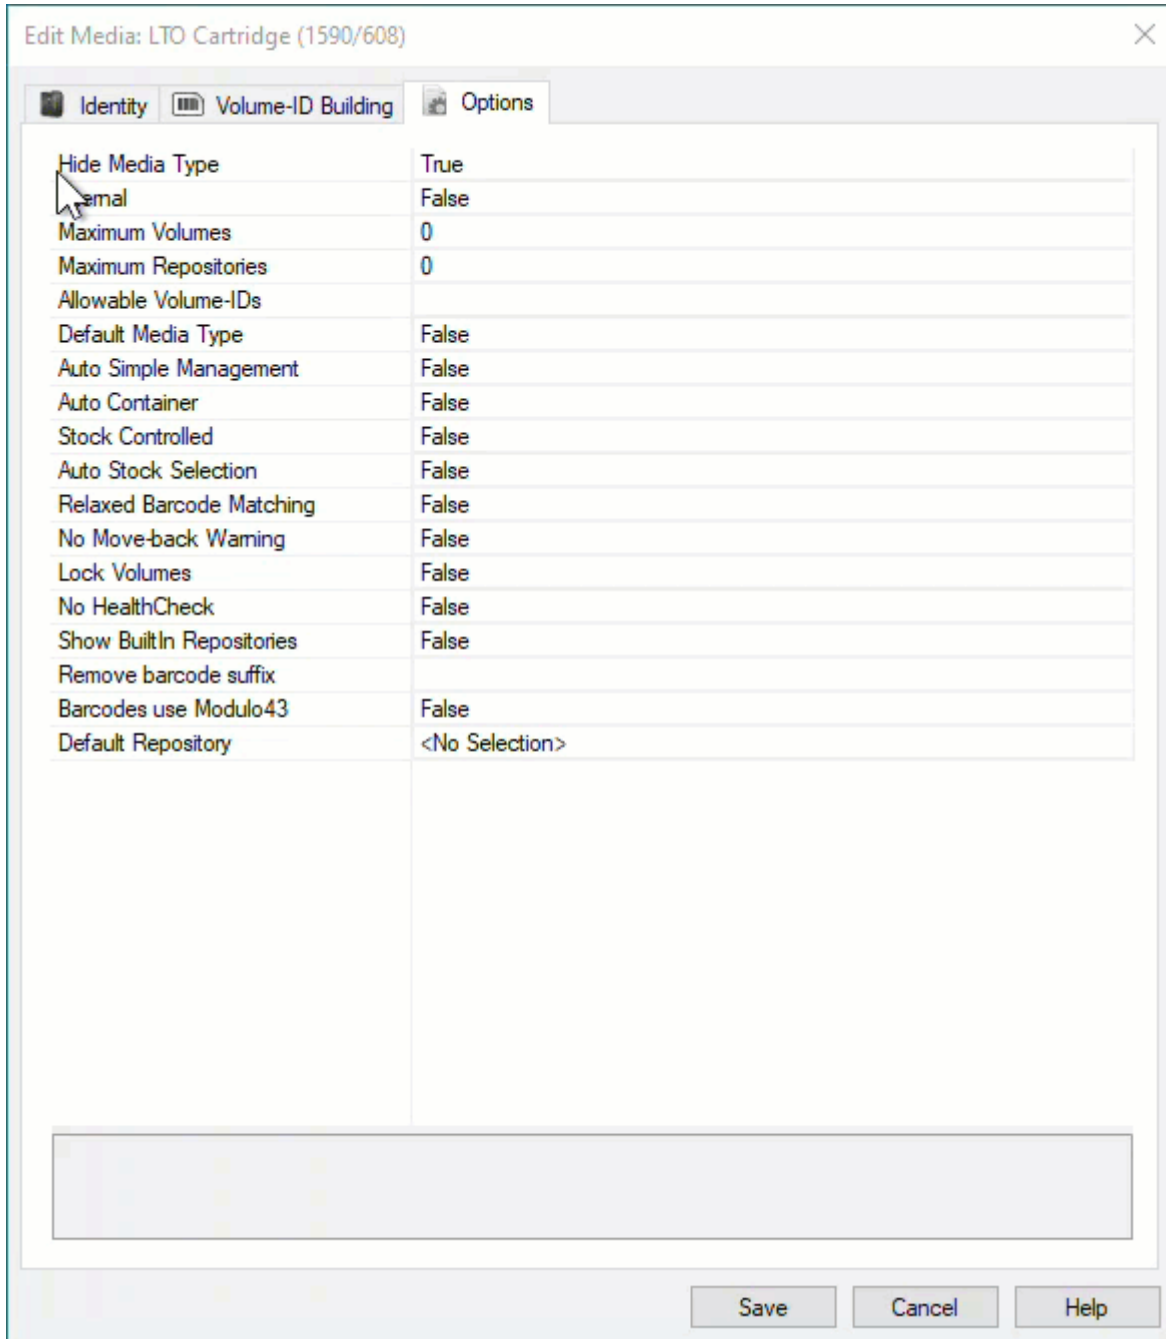 Edit Media: LTO Cartridge (1590/608)
Identity Volume-ID Building Options
Hide Media Type True
False
Maximum Volumes 0
Maximum Repositories 0
Allowable Volume-IDs
Default Media Type False
Auto Simple Management False
Auto Container False
Stock Controlled False
Auto Stock Selection False
Relaxed Barcode Matching False
No Move-back Warning False
Lock Volumes False
No HealthCheck False
Show BuiltIn Repositories False
Remove barcode suffix
Barcodes use Modulo43 False
Default Repository <No Selection>
Save Cancel Help